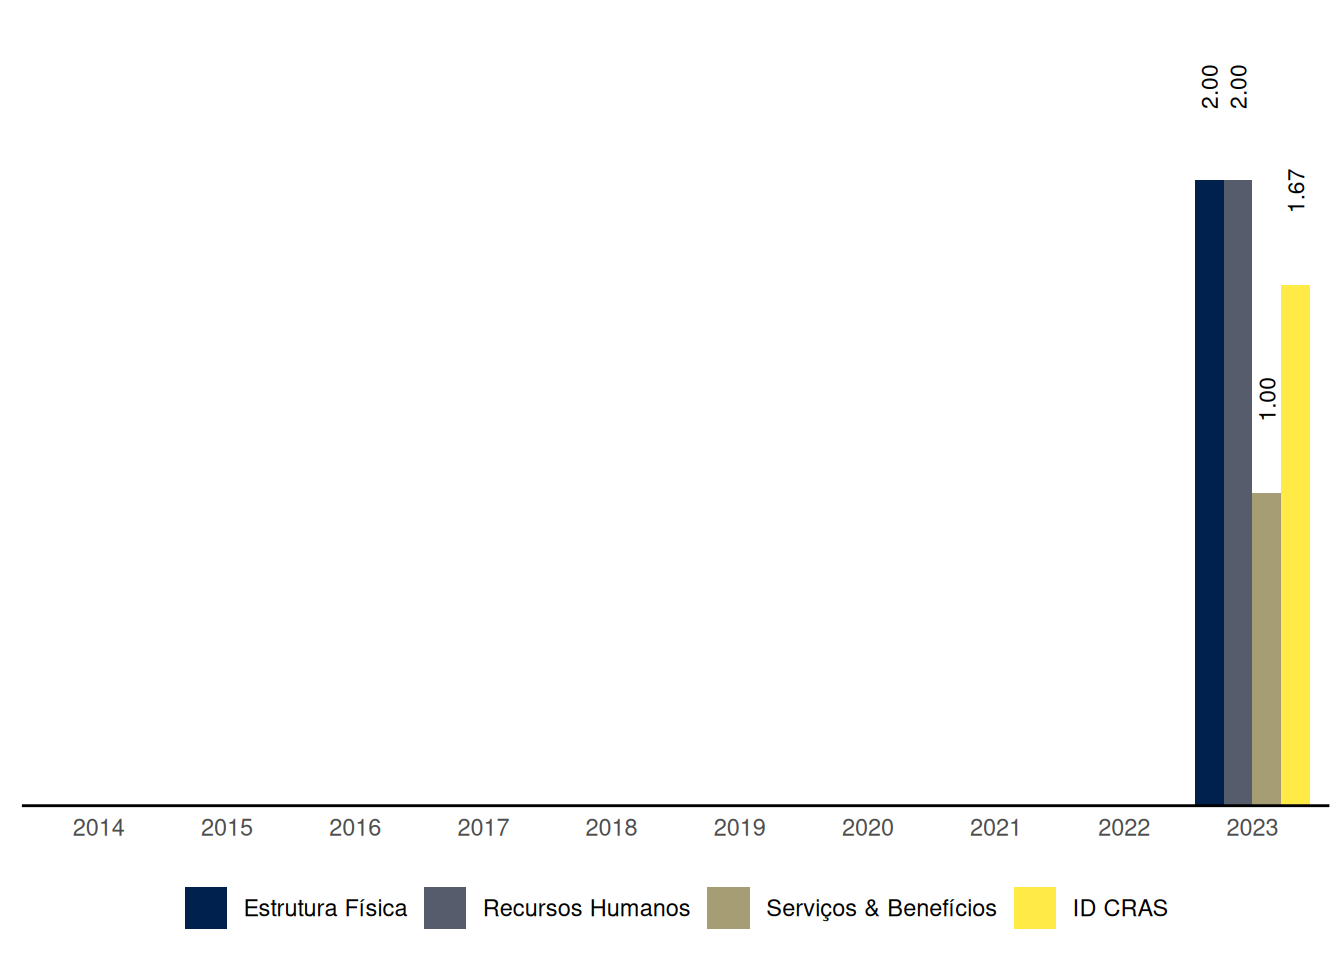 2.00 2.00
1.67
1.00
2014 2015 2016 2017 2018 2019 2020 2021 2022 2023
Estrutura Física Recursos Humanos Serviços & Benefícios ID CRAS